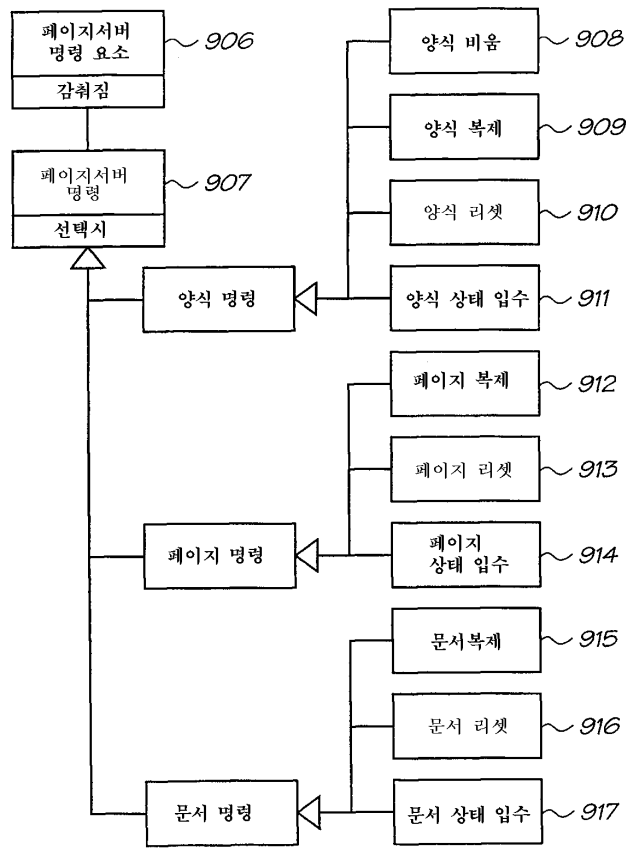 페이지서버
명령 요소
감춰짐
906
페이지서버
명령
선택시
907
양식 명령
양식 비움
908
양식 복제
909
양식 리셋
910
양식 상태 입수
911
페이지 명령
페이지 복제
912
페이지 리셋
913
페이지
상태 입수
914
문서 명령
문서복제
915
문서 리셋
916
문서 상태 입수
917